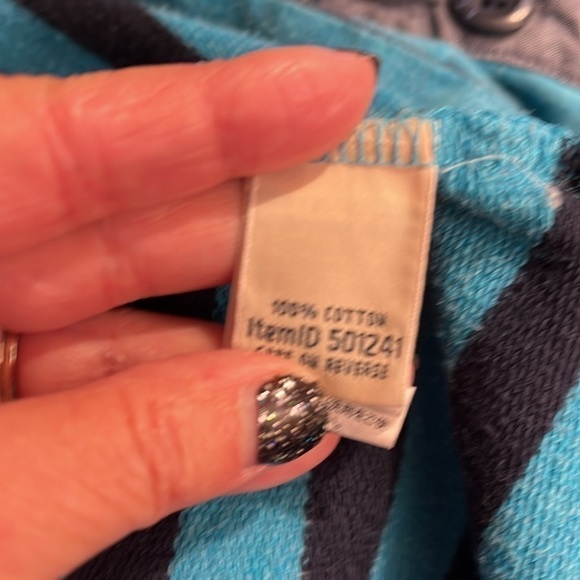 100% COTTON
ItemID 501241
CARE ON REVERSE